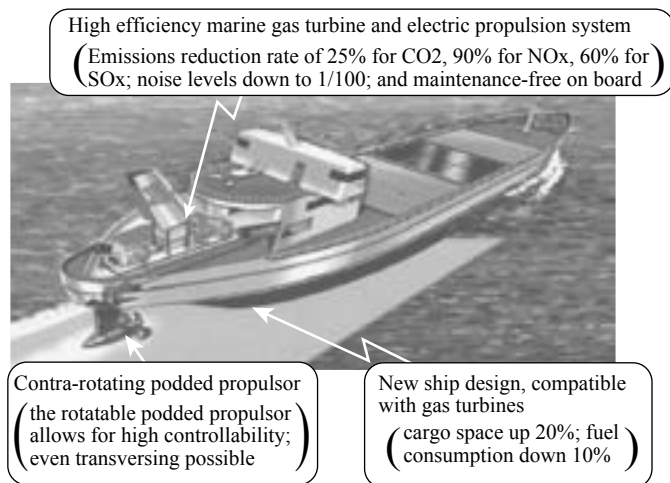 High efficiency marine gas turbine and electric propulsion system
(Emissions reduction rate of 25% for CO2, 90% for NOx, 60% for
SOx; noise levels down to 1/100; and maintenance-free on board)
Contra-rotating podded propulsor
(the rotatable podded propulsor
allows for high controllability;
even transversing possible)
New ship design, compatible
with gas turbines
(cargo space up 20%; fuel
consumption down 10%)